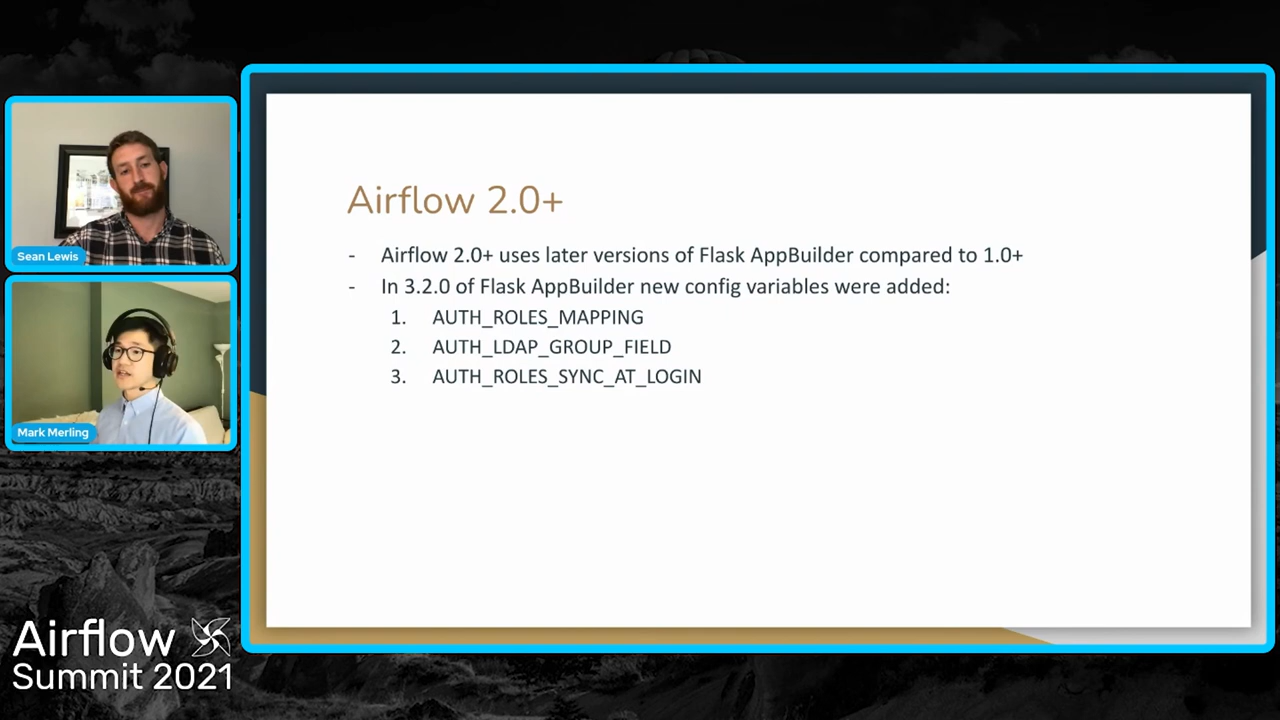 Sean Lewis
Mark Merling
Airflow
Summit 2021
Airflow 2.0+
- Airflow 2.0+ uses later versions of Flask AppBuilder compared to 1.0+
- In 3.2.0 of Flask AppBuilder new config variables were added:
1. AUTH_ROLES_MAPPING
2. AUTH_LDAP_GROUP_FIELD
3. AUTH_ROLES_SYNC_AT_LOGIN